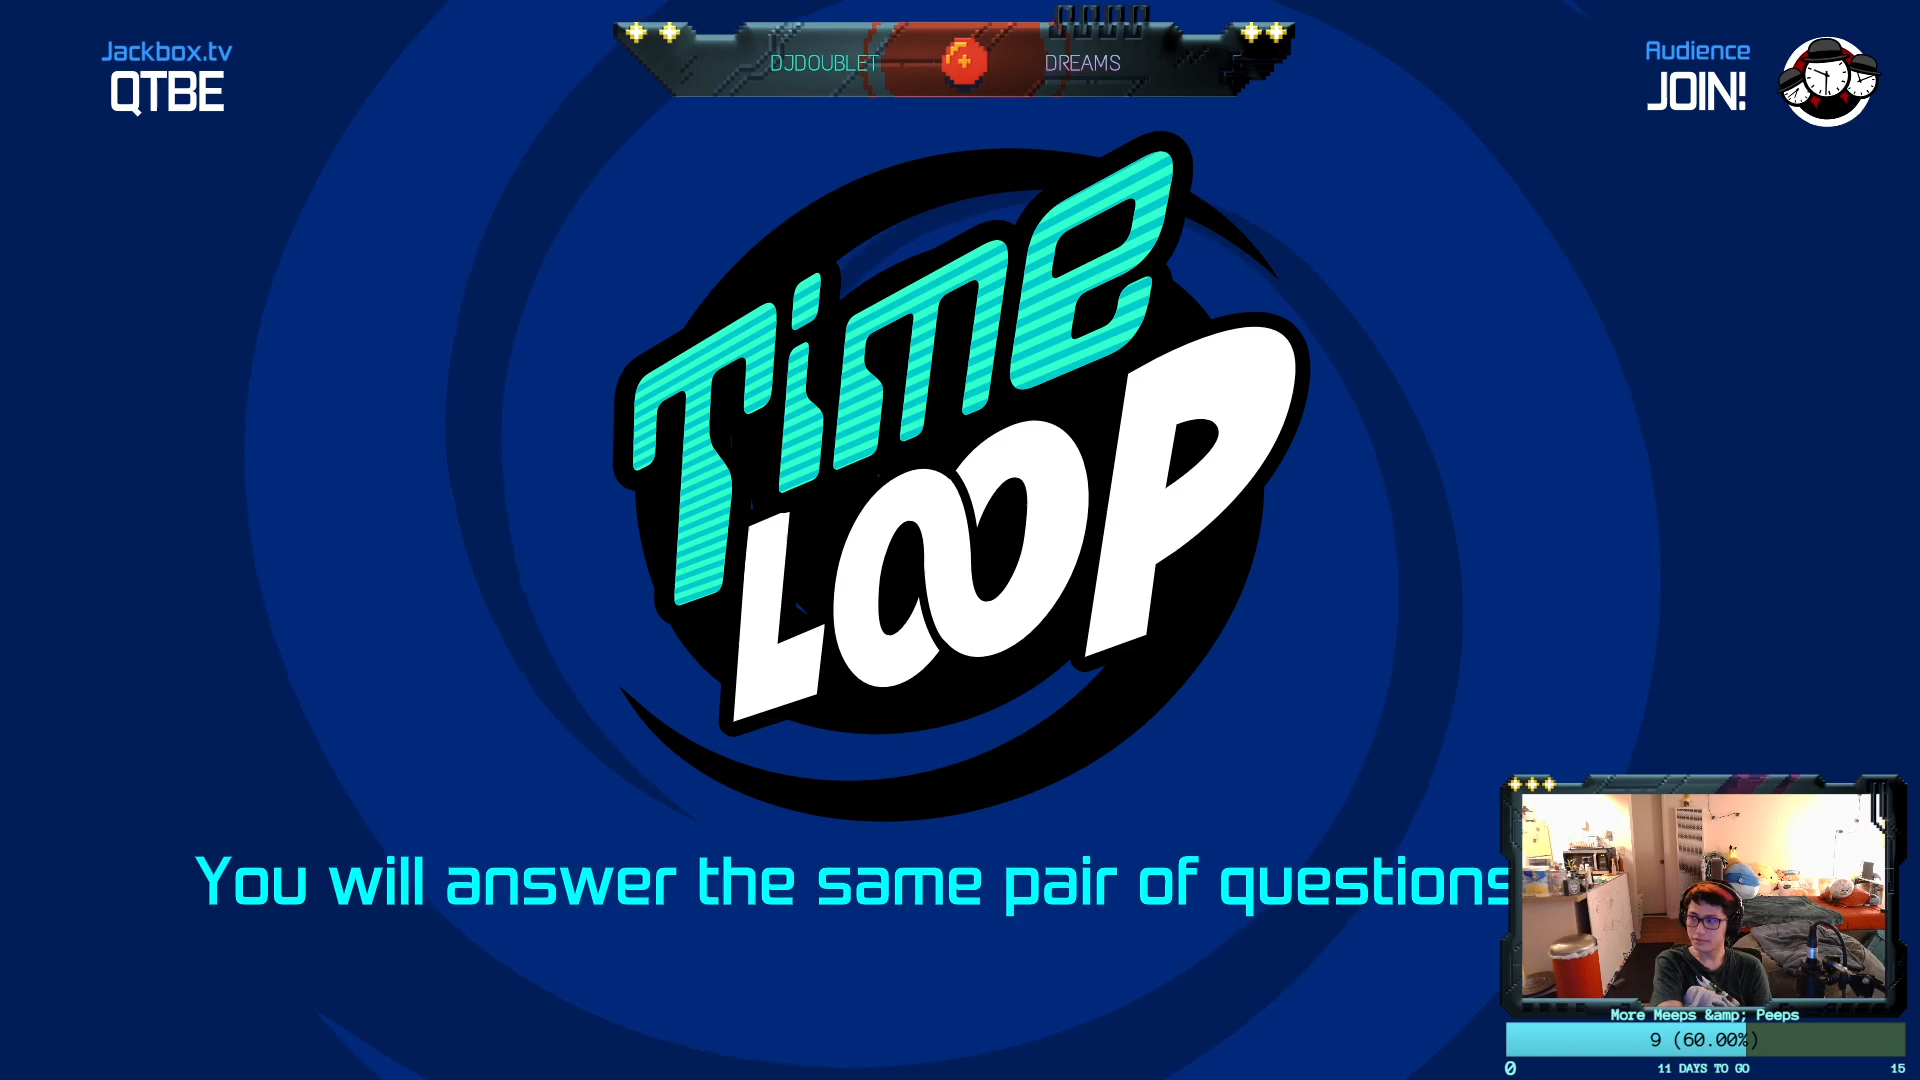 Jackbox.tv
QTBE
DJDOUBLET
DREAMS
Audience
JOIN!
TIME
LOOP
You will answer the same pair of questions
More Meeps &amp; Peeps
9 (60.00%)
0
11 DAYS TO GO
15